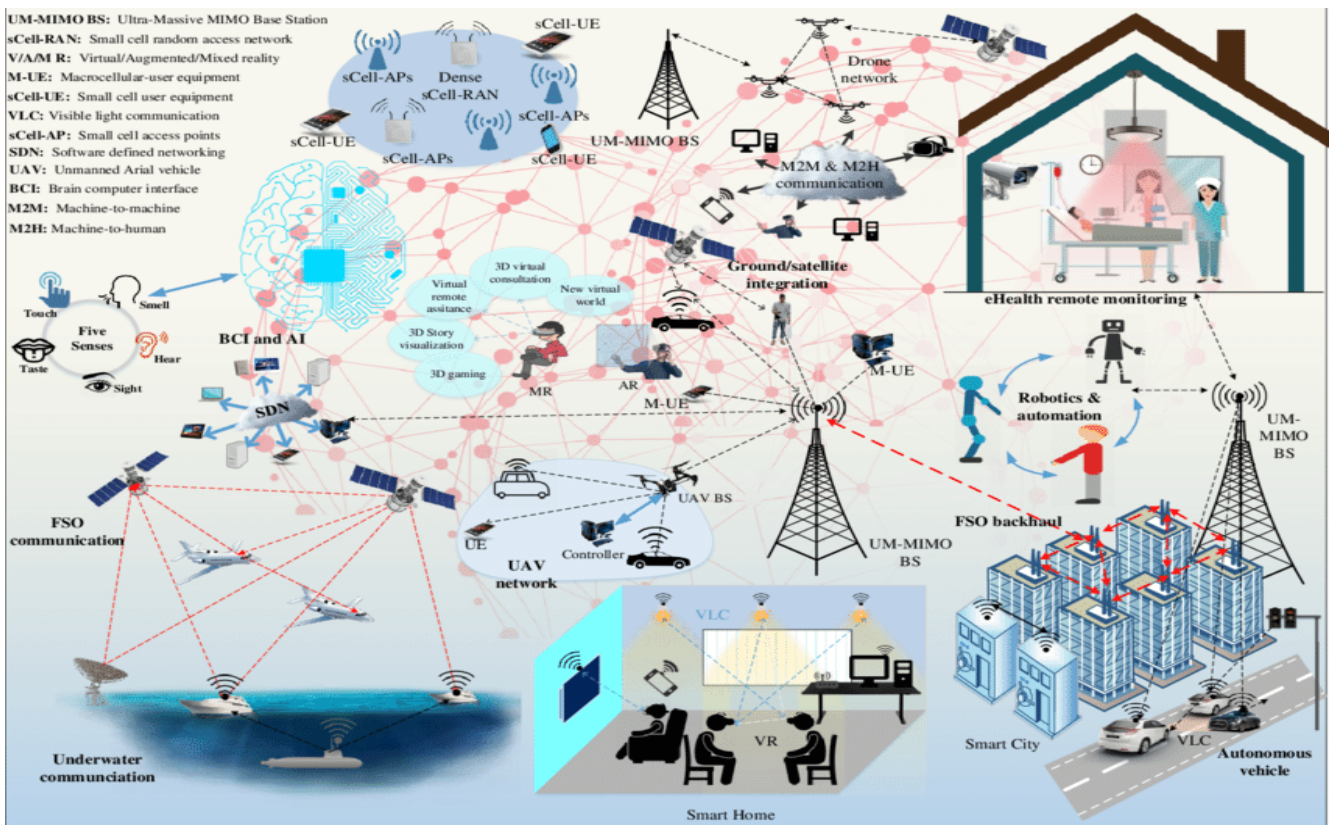 UM-MIMO BS: Ultra-Massive MIMO Base Station
sCell-RAN: Small cell random access network
V/A/M R: Virtual/Augmented/Mixed reality
M-UE: Macrocellular-user equipment
sCell-UE: Small cell user equipment
VLC: Visible light communication
sCell-AP: Small cell access points
SDN: Software defined networking
UAV: Unmanned Arial vehicle
BCI: Brain computer interface
M2M: Machine-to-machine
M2H: Machine-to-human
sCell-UE
sCell-APs
Dense
sCell-RAN
sCell-APs
sCell-UE
sCell-APs
sCell-UE
UM-MIMO BS
Drone
network
M2M & M2H
communication
Ground/satellite
integration
eHealth remote monitoring
Touch
Smell
Five
Senses
Taste
Hear
Sight
BCI and AI
3D virtual
consultation
Virtual
remote
assitance
New virtual
world
3D Story
visualization
3D gaming
MR
AR
M-UE
M-UE
SDN
Robotics &
automation
UM-
MIMO
BS
FSO
communication
UAV BS
UE
Controller
UAV
network
UM-MIMO
BS
FSO backhaul
VLC
VR
Smart Home
Underwater
communciation
Smart City
VLC
Autonomous
vehicle